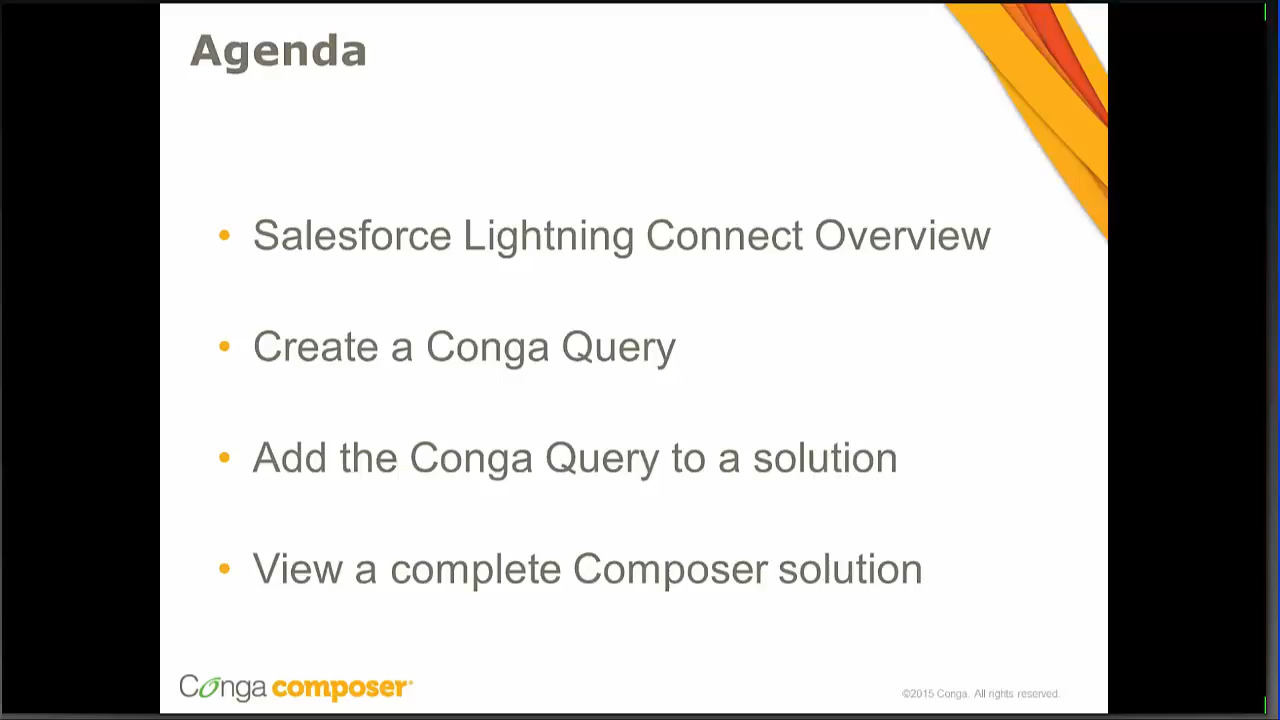 Agenda
• Salesforce Lightning Connect Overview
• Create a Conga Query
• Add the Conga Query to a solution
• View a complete Composer solution
Conga composer
©2015 Conga. All rights reserved.